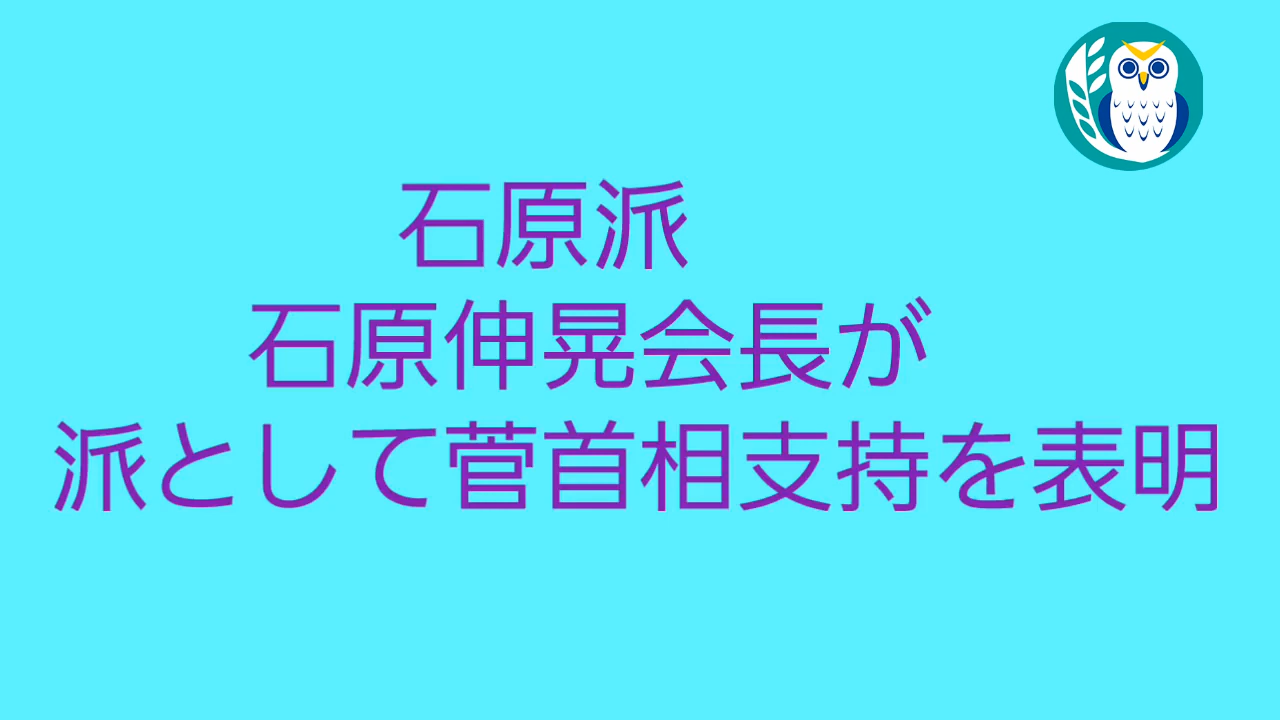 石原派
石原伸晃会長が
派として菅首相支持を表明